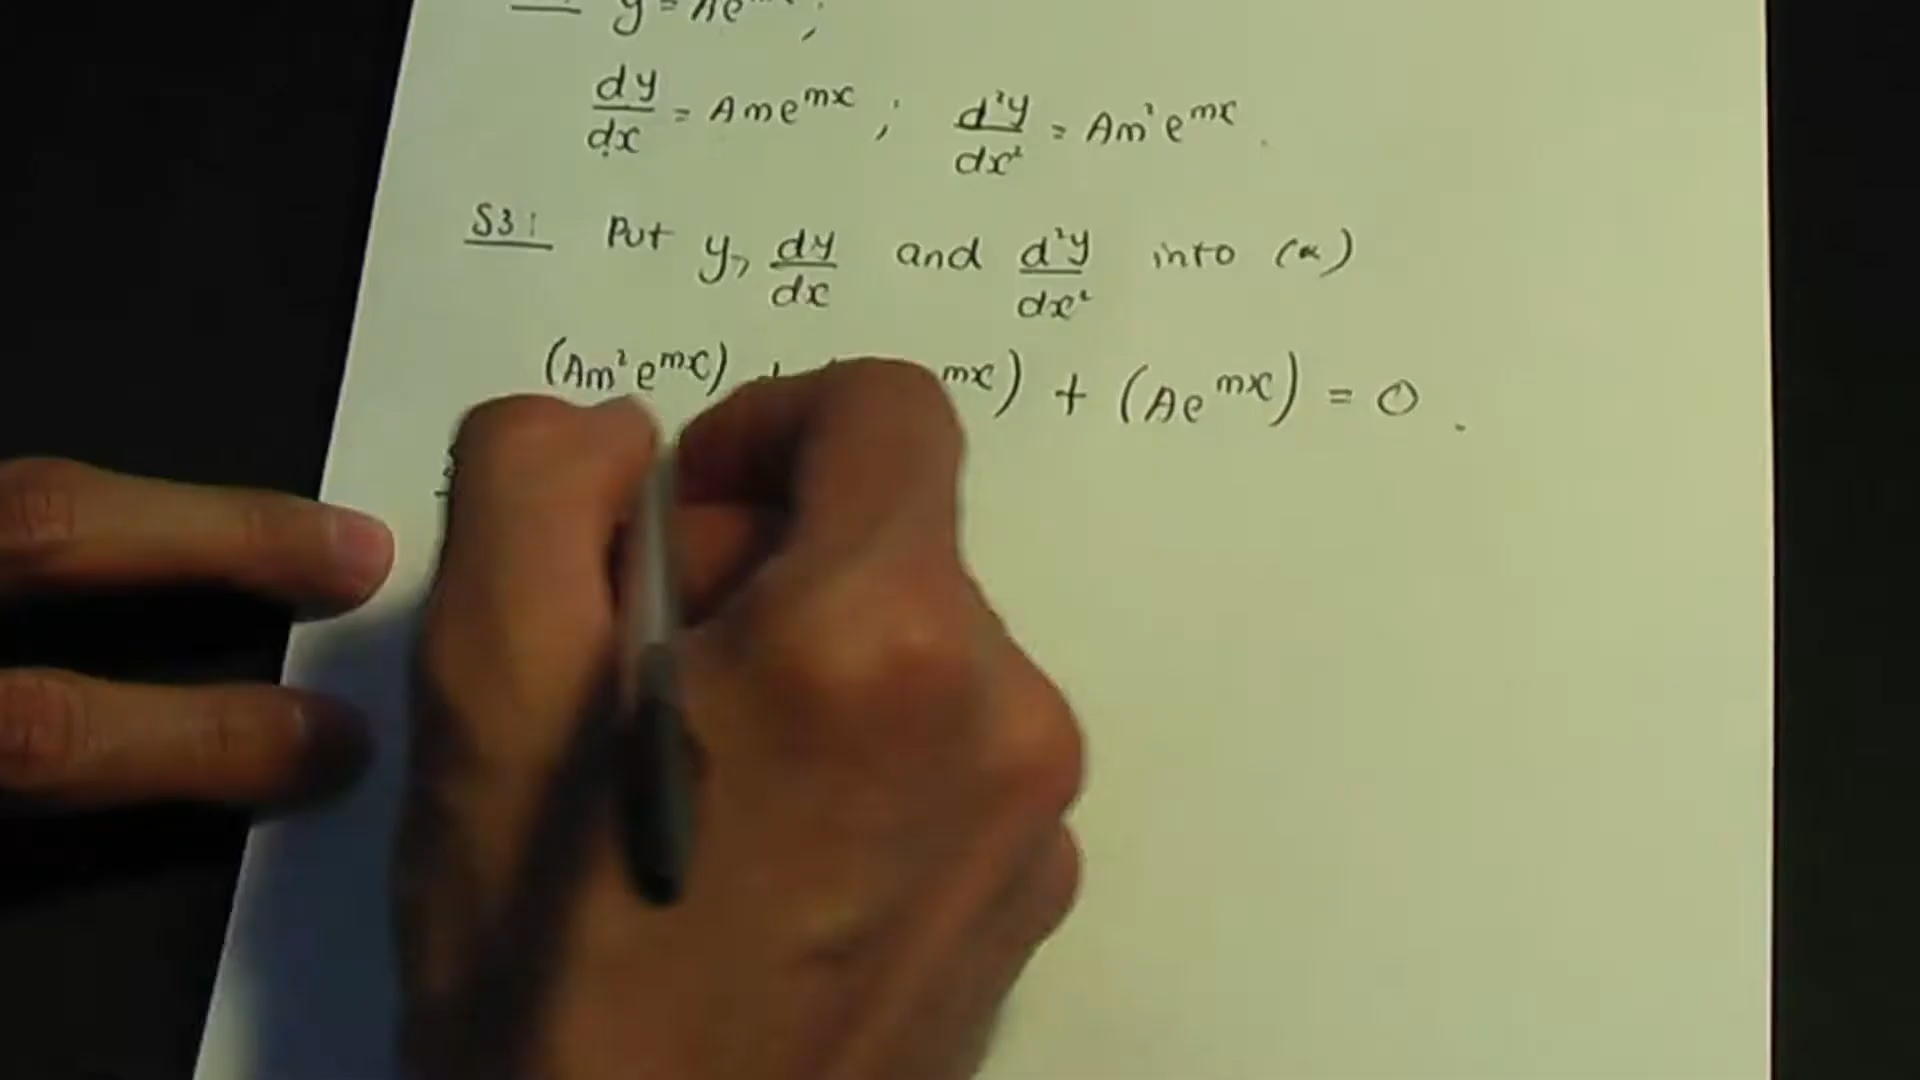 y = Ae
dy/dx = Ame^mx ; d²y/dx² = Am²e^mx .
S3: Put y, dy/dx and d²y/dx² into (*)
(Am²e^mx) + ( mx) + (Ae^mx) = 0 .